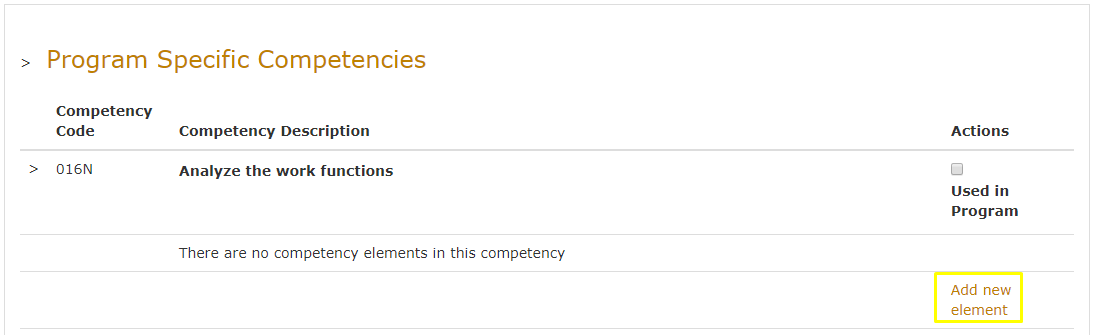 > Program Specific Competencies
Competency
Code
Competency Description
Actions
> 016N
Analyze the work functions
Used in
Program
There are no competency elements in this competency
Add new
element